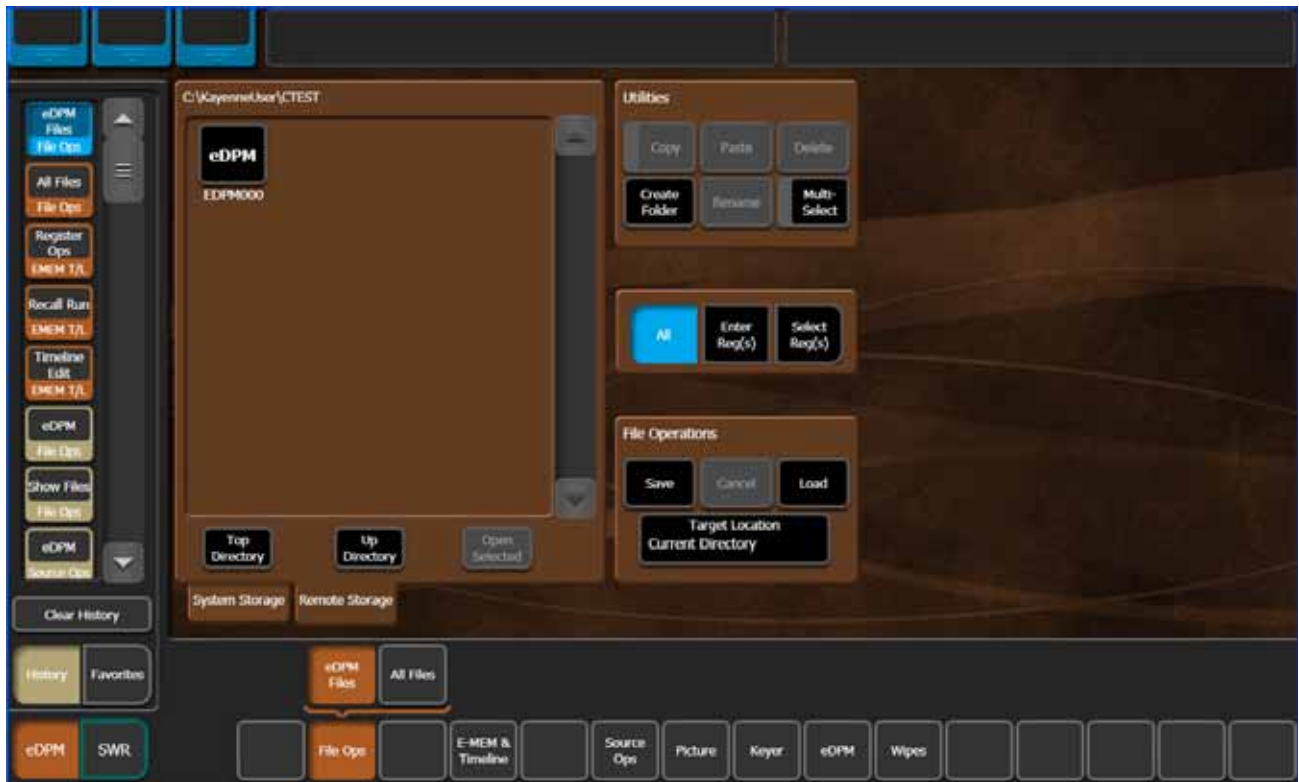 eDPM
Files
File Ops
All Files
File Ops
Register
Ops
EMEM T/L
Recall Run
EMEM T/L
Timeline
Edit
EMEM T/L
eDPM
File Ops
Show Files
File Ops
eDPM
Source Ops
Clear History
History
Favorites
eDPM
SWR
C:\KayenneUser\CTEST
eDPM
EDPM000
Top
Directory
Up
Directory
Open
Selected
System Storage
Remote Storage
Utilities
Copy
Paste
Delete
Create
Folder
Rename
Multi-
Select
All
Enter
Reg(s)
Select
Reg(s)
File Operations
Save
Cancel
Load
Target Location
Current Directory
eDPM
Files
All Files
File Ops
E-MEM &
Timeline
Source
Ops
Picture
Keyer
eDPM
Wipes